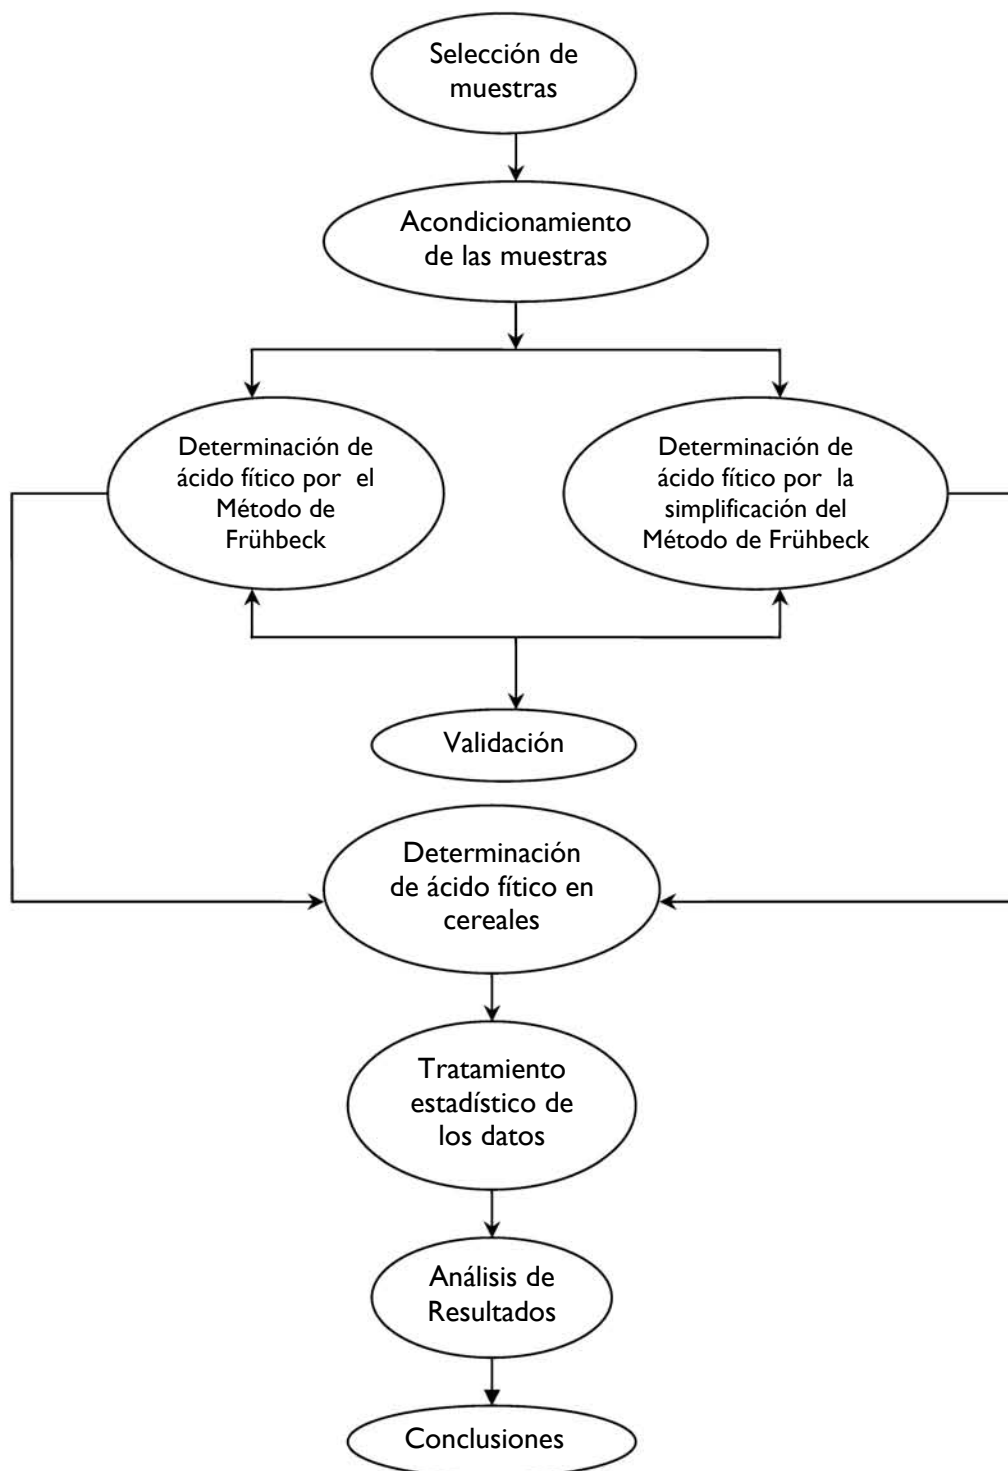 Selección de
muestras
Acondicionamiento
de las muestras
Determinación de
ácido fítico por el
Método de
Frühbeck
Determinación de
ácido fítico por la
simplificación del
Método de Frühbeck
Validación
Determinación
de ácido fítico en
cereales
Tratamiento
estadístico de
los datos
Análisis de
Resultados
Conclusiones